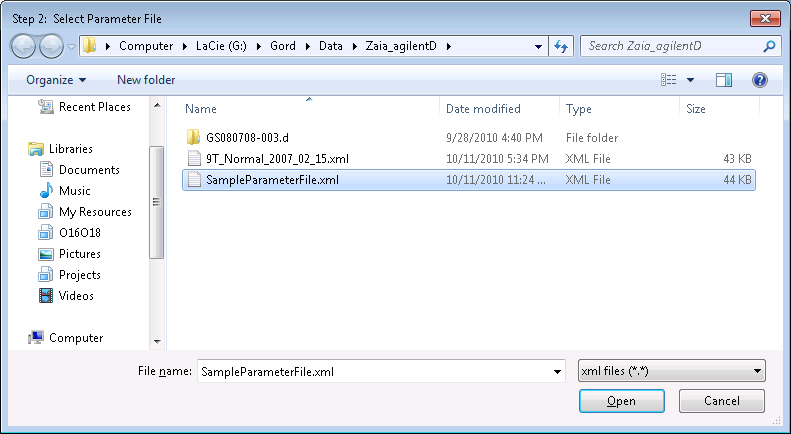 Step 2: Select Parameter File
Computer ▸ LaCie (G:) ▸ Gord ▸ Data ▸ Zaia_agilentD ▸
Search Zaia_agilentD
Organize ▾ New folder
Recent Places
Libraries
Documents
Music
My Resources
O16O18
Pictures
Projects
Videos
Computer
Name Date modified Type Size
GS080708-003.d 9/28/2010 4:40 PM File folder
9T_Normal_2007_02_15.xml 10/11/2010 5:34 PM XML File 43 KB
SampleParameterFile.xml 10/11/2010 11:24 ... XML File 44 KB
File name: SampleParameterFile.xml xml files (*.*)
Open Cancel